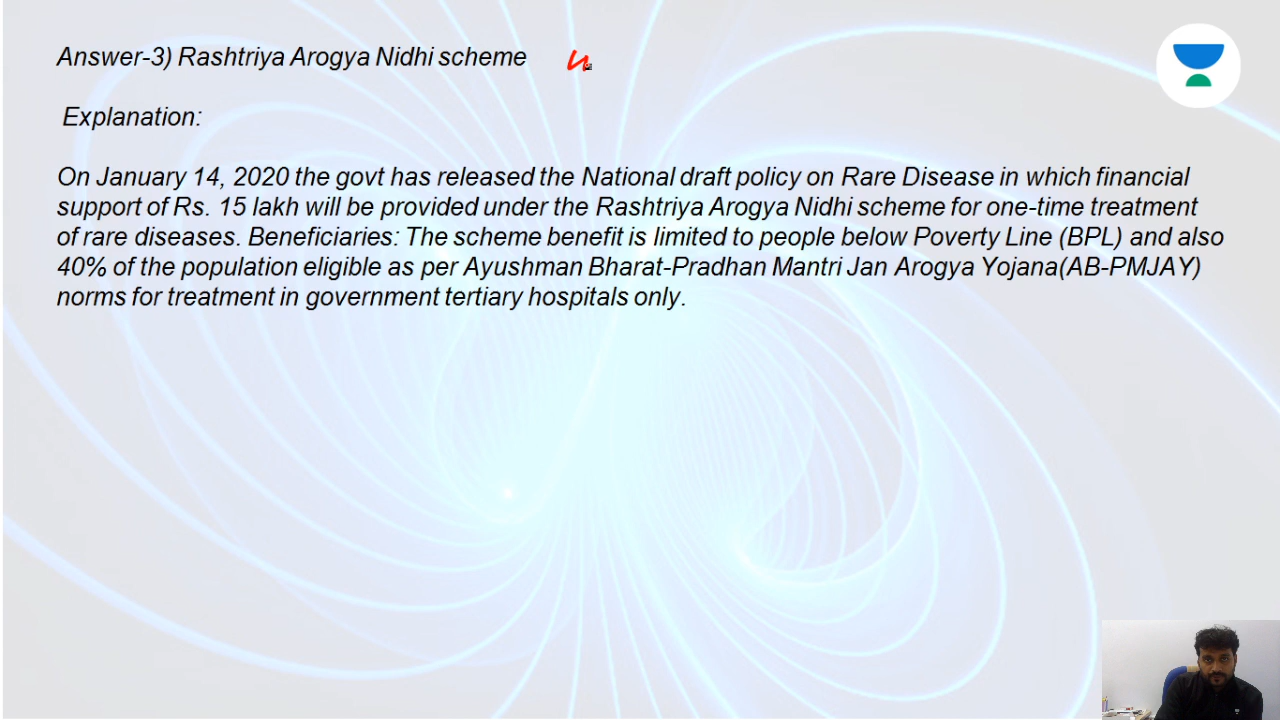 Answer-3) Rashtriya Arogya Nidhi scheme
Explanation:
On January 14, 2020 the govt has released the National draft policy on Rare Disease in which financial
support of Rs. 15 lakh will be provided under the Rashtriya Arogya Nidhi scheme for one-time treatment
of rare diseases. Beneficiaries: The scheme benefit is limited to people below Poverty Line (BPL) and also
40% of the population eligible as per Ayushman Bharat-Pradhan Mantri Jan Arogya Yojana(AB-PMJAY)
norms for treatment in government tertiary hospitals only.